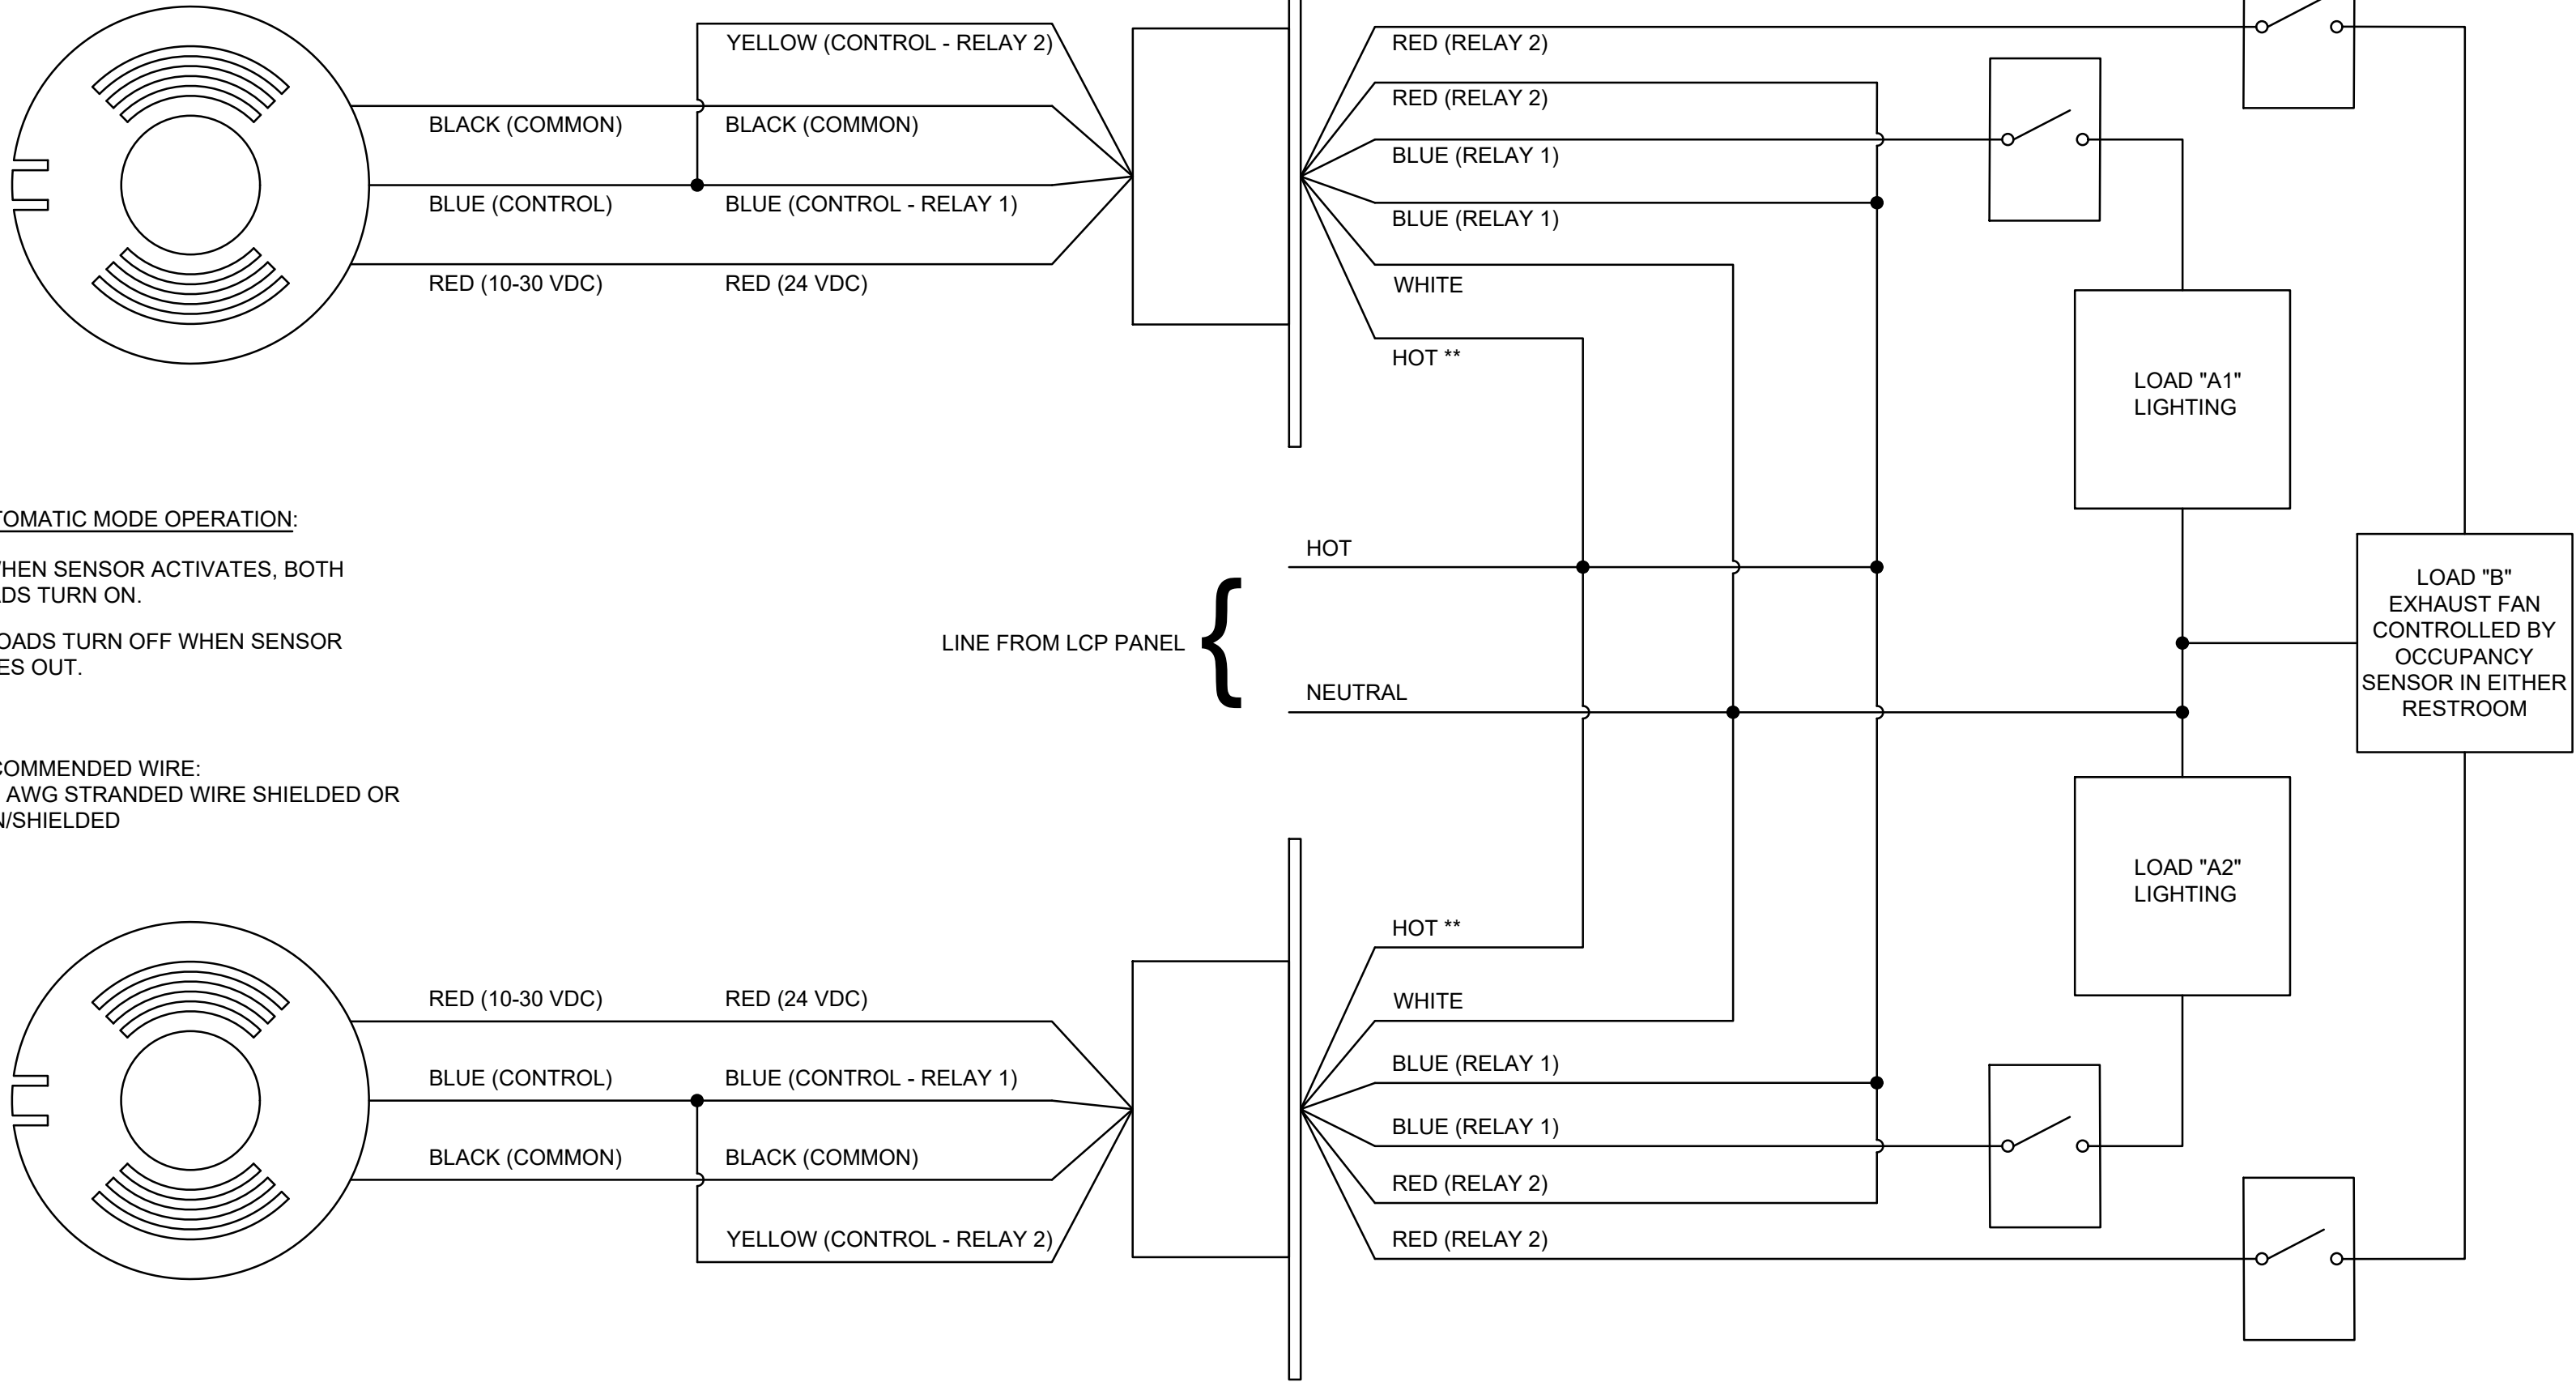 YELLOW (CONTROL - RELAY 2)
RED (RELAY 2)
RED (RELAY 2)
BLACK (COMMON)
BLACK (COMMON)
BLUE (RELAY 1)
BLUE (CONTROL)
BLUE (CONTROL - RELAY 1)
BLUE (RELAY 1)
RED (10-30 VDC)
RED (24 VDC)
WHITE
HOT **
LOAD "A1"
LIGHTING
TOMATIC MODE OPERATION:
WHEN SENSOR ACTIVATES, BOTH
ADS TURN ON.
OADS TURN OFF WHEN SENSOR
ES OUT.
HOT
LINE FROM LCP PANEL
{
NEUTRAL
LOAD "B"
EXHAUST FAN
CONTROLLED BY
OCCUPANCY
SENSOR IN EITHER
RESTROOM
COMMENDED WIRE:
AWG STRANDED WIRE SHIELDED OR
N/SHIELDED
LOAD "A2"
LIGHTING
HOT **
RED (10-30 VDC)
RED (24 VDC)
WHITE
BLUE (CONTROL)
BLUE (CONTROL - RELAY 1)
BLUE (RELAY 1)
BLUE (RELAY 1)
BLACK (COMMON)
BLACK (COMMON)
RED (RELAY 2)
YELLOW (CONTROL - RELAY 2)
RED (RELAY 2)